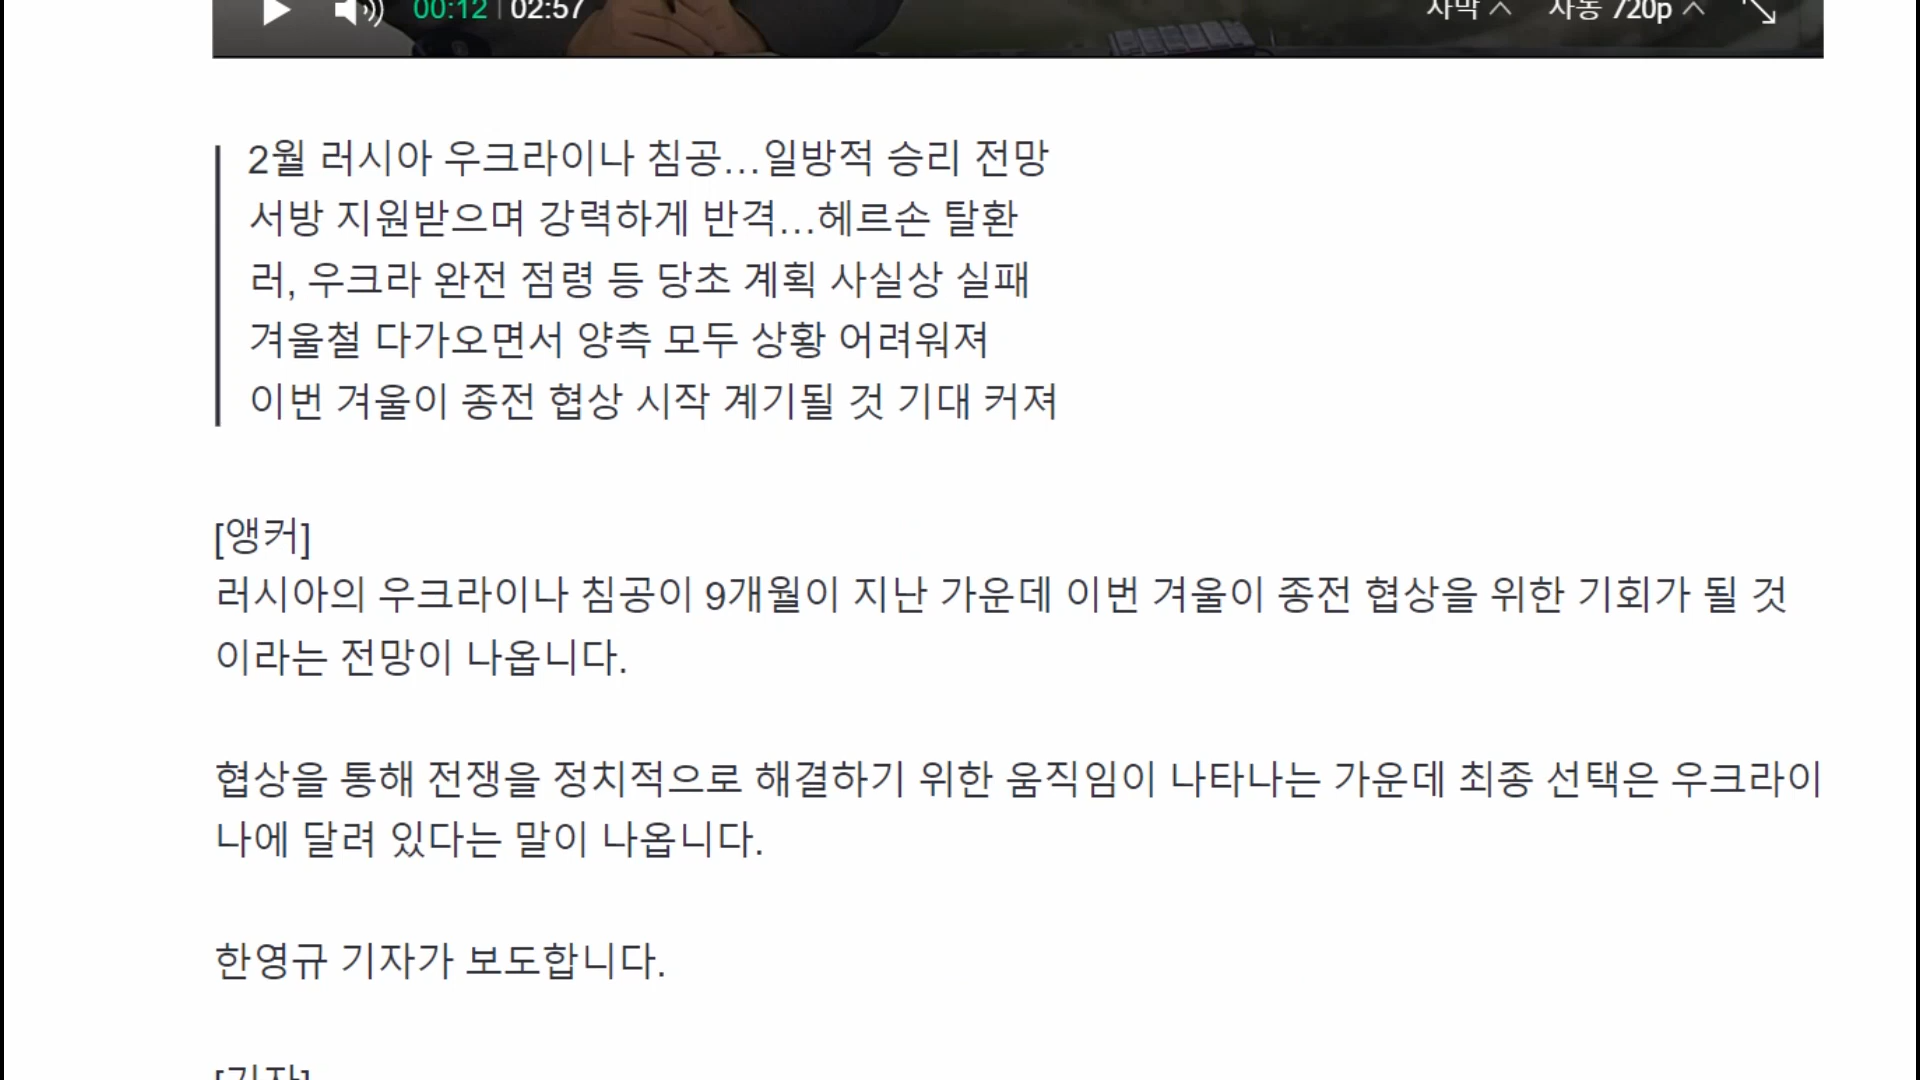 00:12 | 02:57 자막 자동 720p
2월 러시아 우크라이나 침공...일방적 승리 전망
서방 지원받으며 강력하게 반격...헤르손 탈환
러, 우크라 완전 점령 등 당초 계획 사실상 실패
겨울철 다가오면서 양측 모두 상황 어려워져
이번 겨울이 종전 협상 시작 계기될 것 기대 커져
[앵커]
러시아의 우크라이나 침공이 9개월이 지난 가운데 이번 겨울이 종전 협상을 위한 기회가 될 것
이라는 전망이 나옵니다.
협상을 통해 전쟁을 정치적으로 해결하기 위한 움직임이 나타나는 가운데 최종 선택은 우크라이
나에 달려 있다는 말이 나옵니다.
한영규 기자가 보도합니다.
[기자]